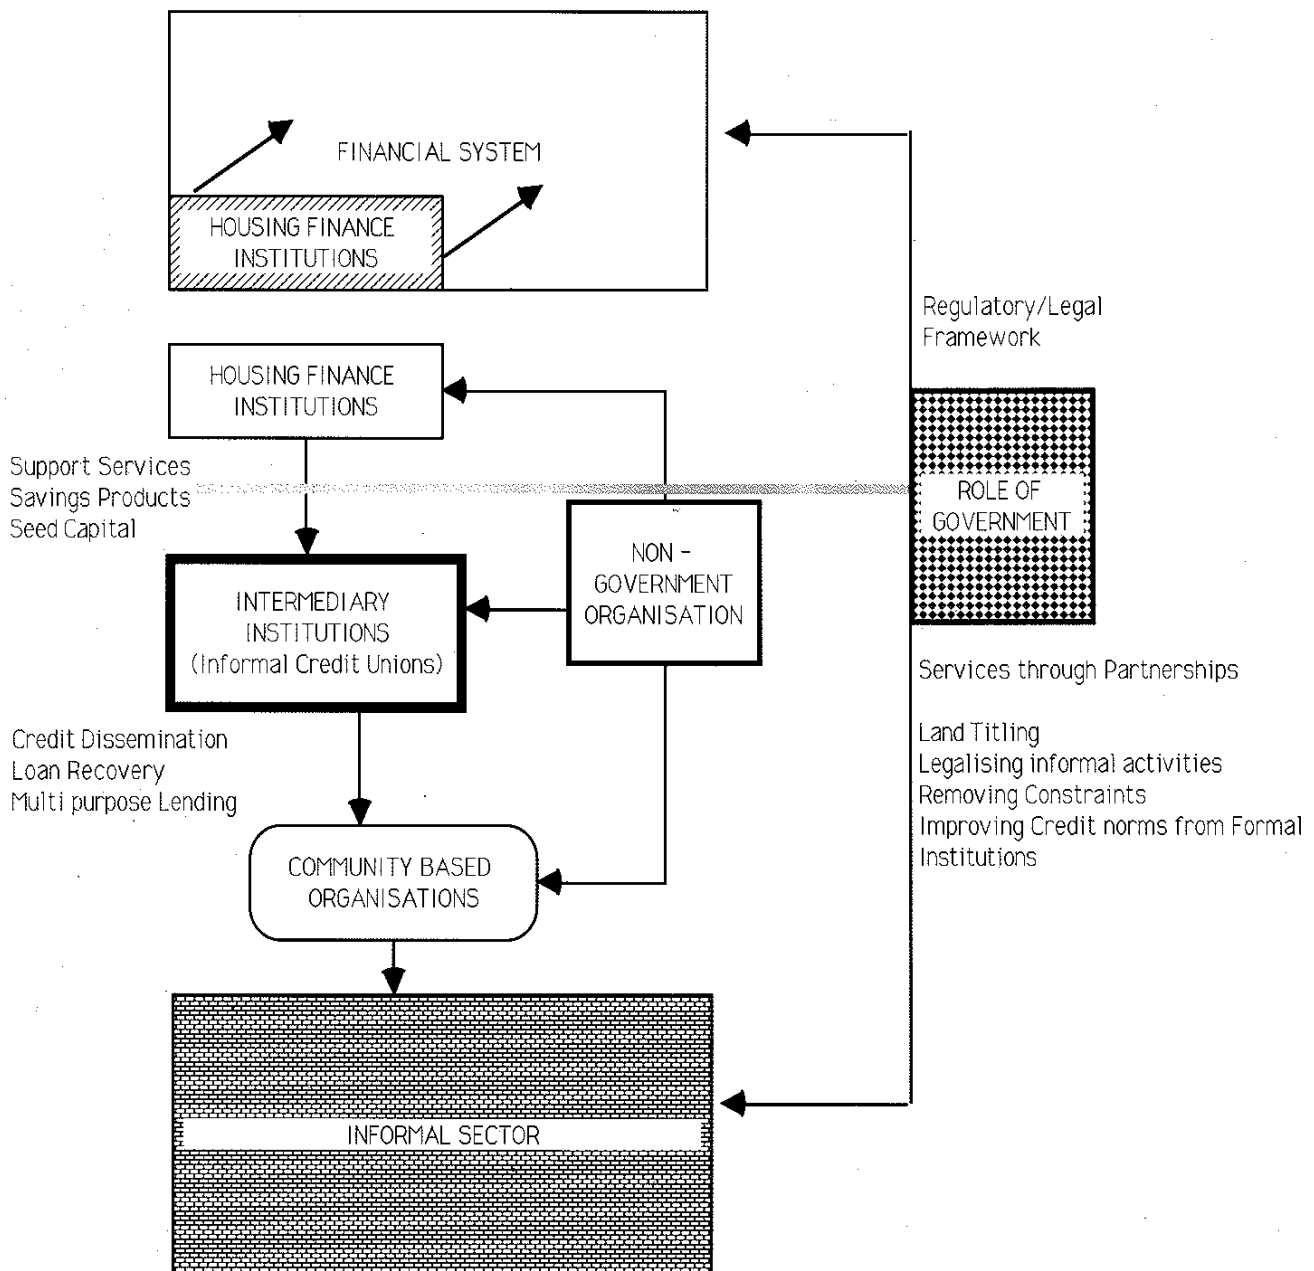 FINANCIAL SYSTEM
HOUSING FINANCE
INSTITUTIONS
Regulatory/Legal
Framework
HOUSING FINANCE
INSTITUTIONS
Support Services
Savings Products
Seed Capital
ROLE OF
GOVERNMENT
NON -
GOVERNMENT
ORGANISATION
INTERMEDIARY
INSTITUTIONS
(Informal Credit Unions)
Services through Partnerships
Land Titling
Legalising informal activities
Removing Constraints
Improving Credit norms from Formal
Institutions
Credit Dissemination
Loan Recovery
Multi purpose Lending
COMMUNITY BASED
ORGANISATIONS
INFORMAL SECTOR